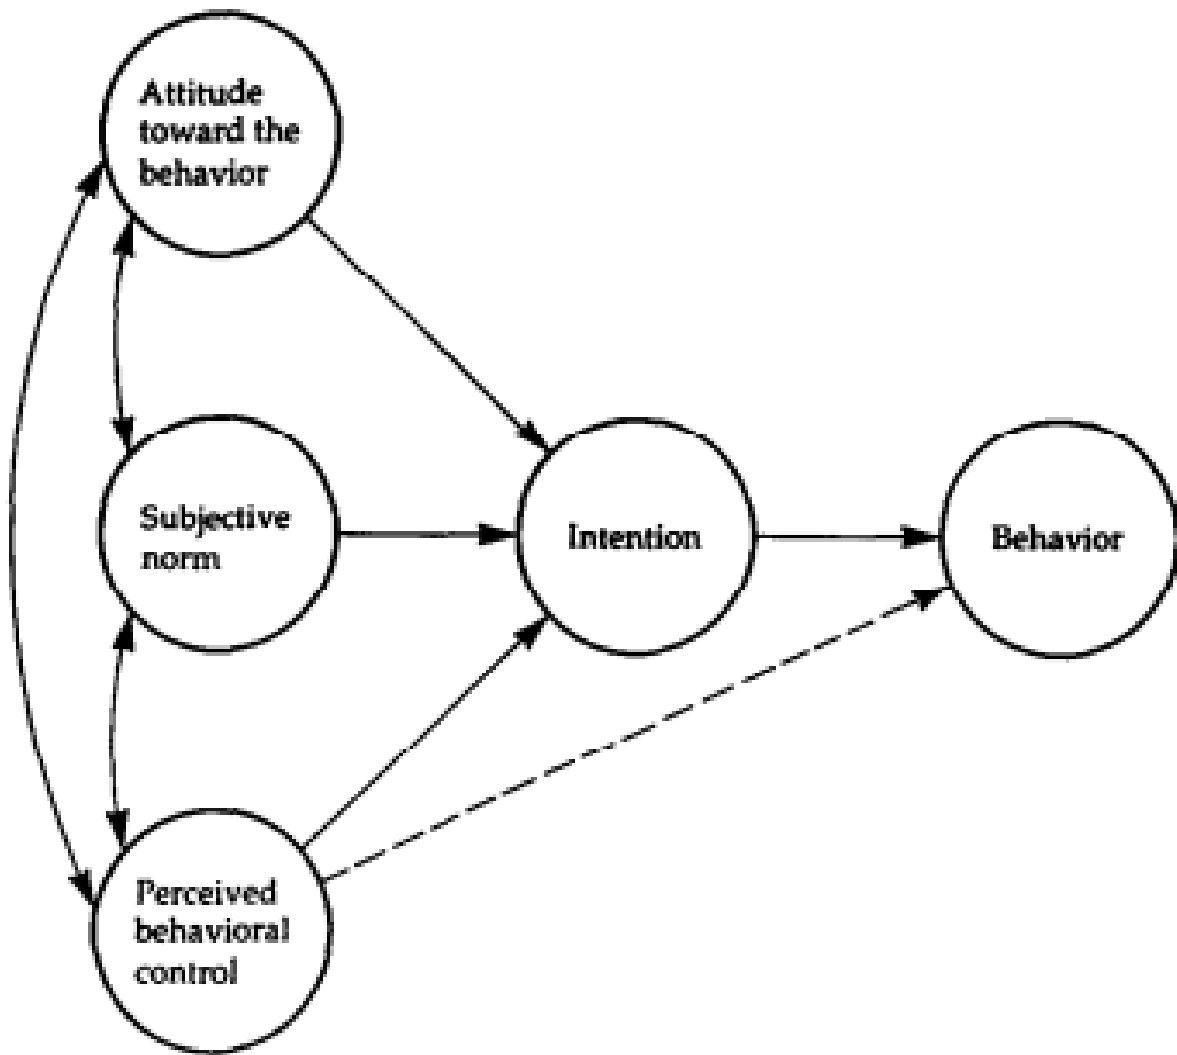 Attitude
toward the
behavior
Subjective
norm
Intention
Behavior
Perceived
behavioral
control